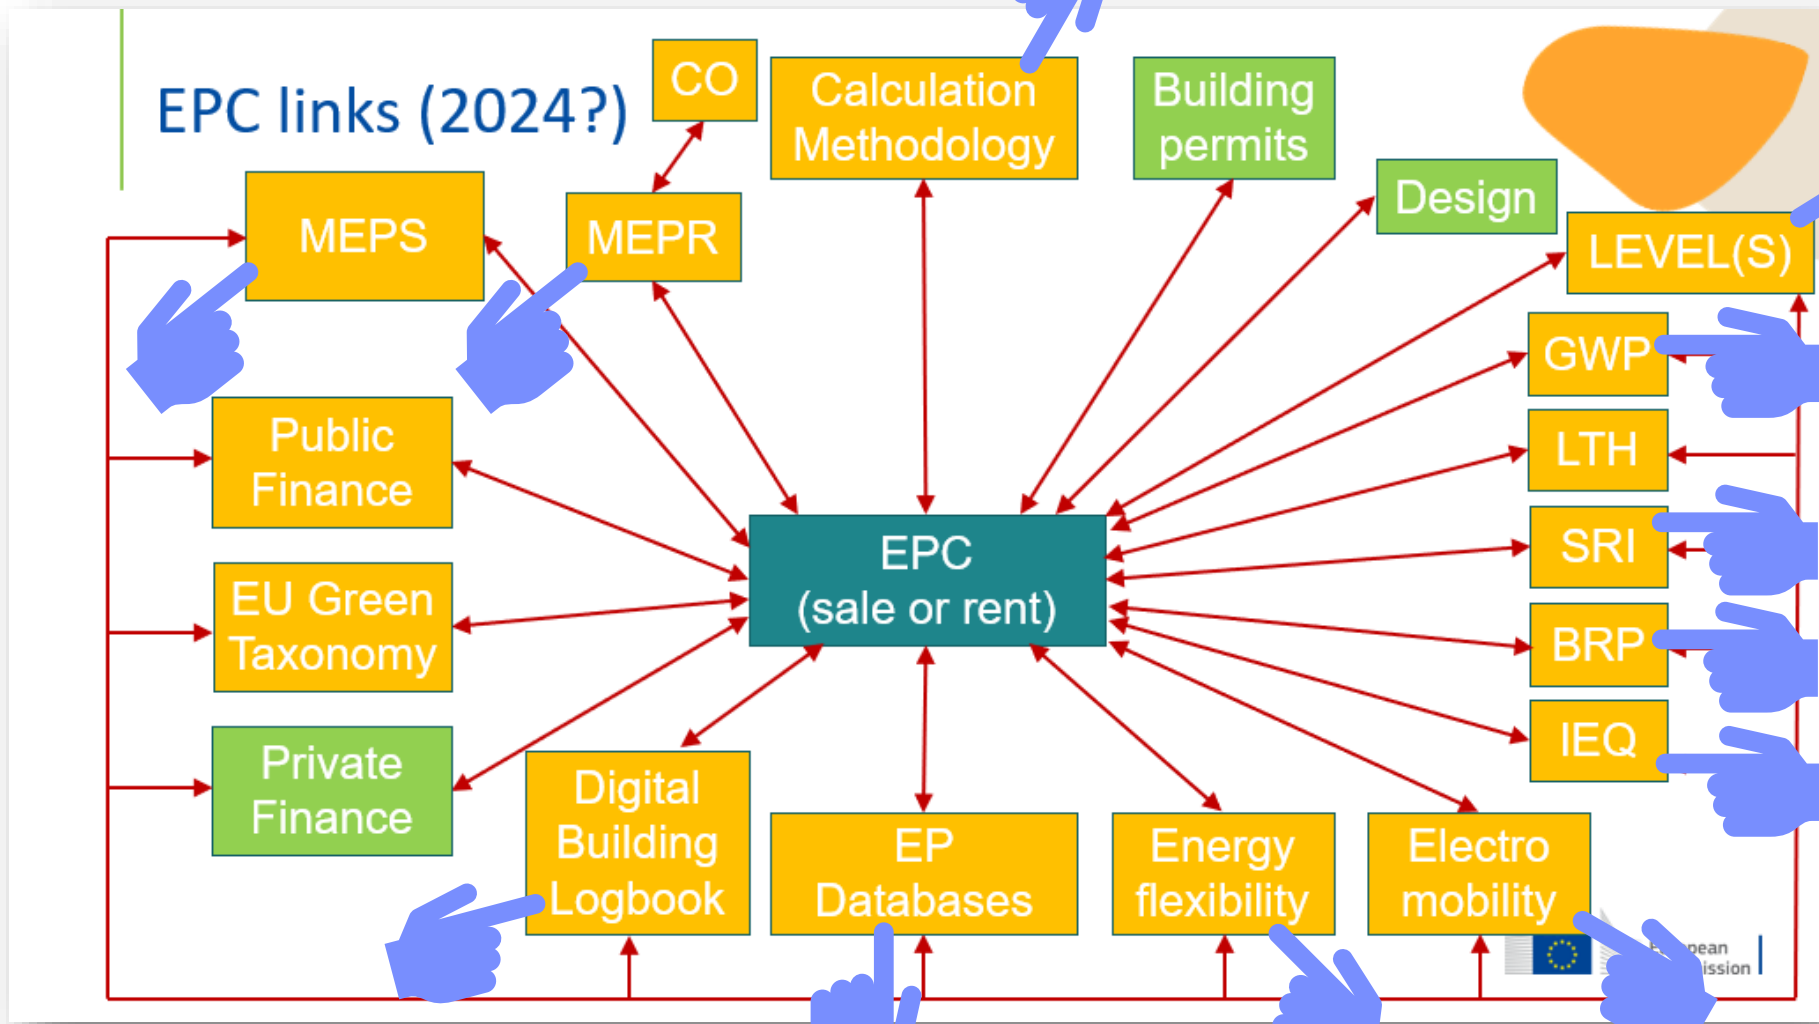 EPC links (2024?)
CO
Calculation
Methodology
Building
permits
Design
MEPS
MEPR
LEVEL(S)
GWP
Public
Finance
LTH
EPC
(sale or rent)
SRI
EU Green
Taxonomy
BRP
IEQ
Private
Finance
Digital
Building
Logbook
EP
Databases
Energy
flexibility
Electro
mobility